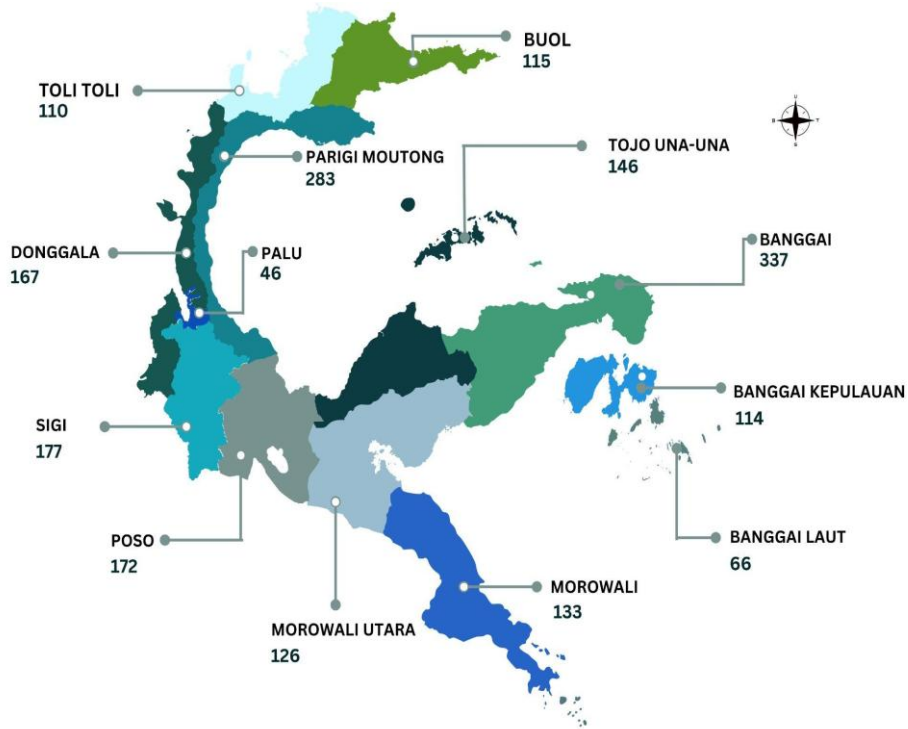 BUOL
115
TOLI TOLI
110
PARIGI MOUTONG
283
TOJO UNA-UNA
146
DONGGALA
167
PALU
46
BANGGAI
337
BANGGAI KEPULAUAN
114
SIGI
177
POSO
172
BANGGAI LAUT
66
MOROWALI
133
MOROWALI UTARA
126